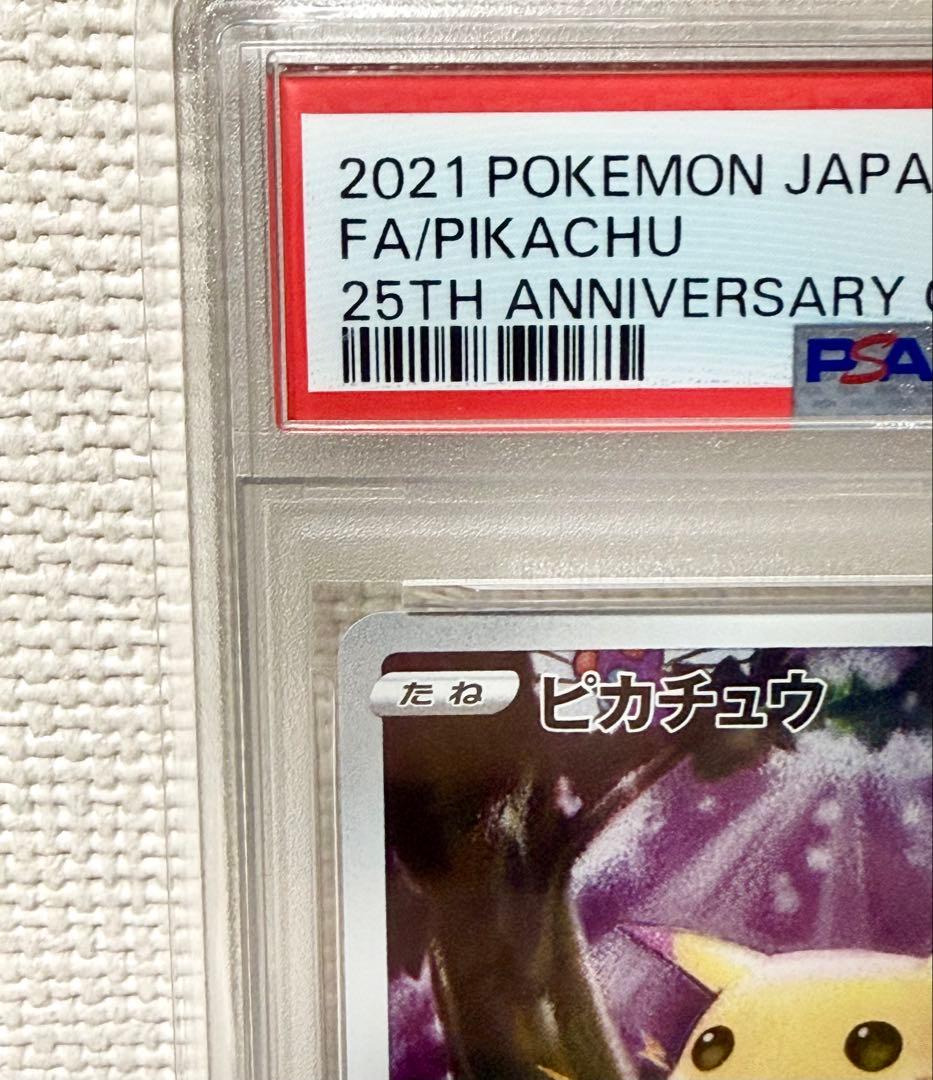 2021 POKEMON JAPA
FA/PIKACHU
25TH ANNIVERSARY
PSA
たね ピカチュウ